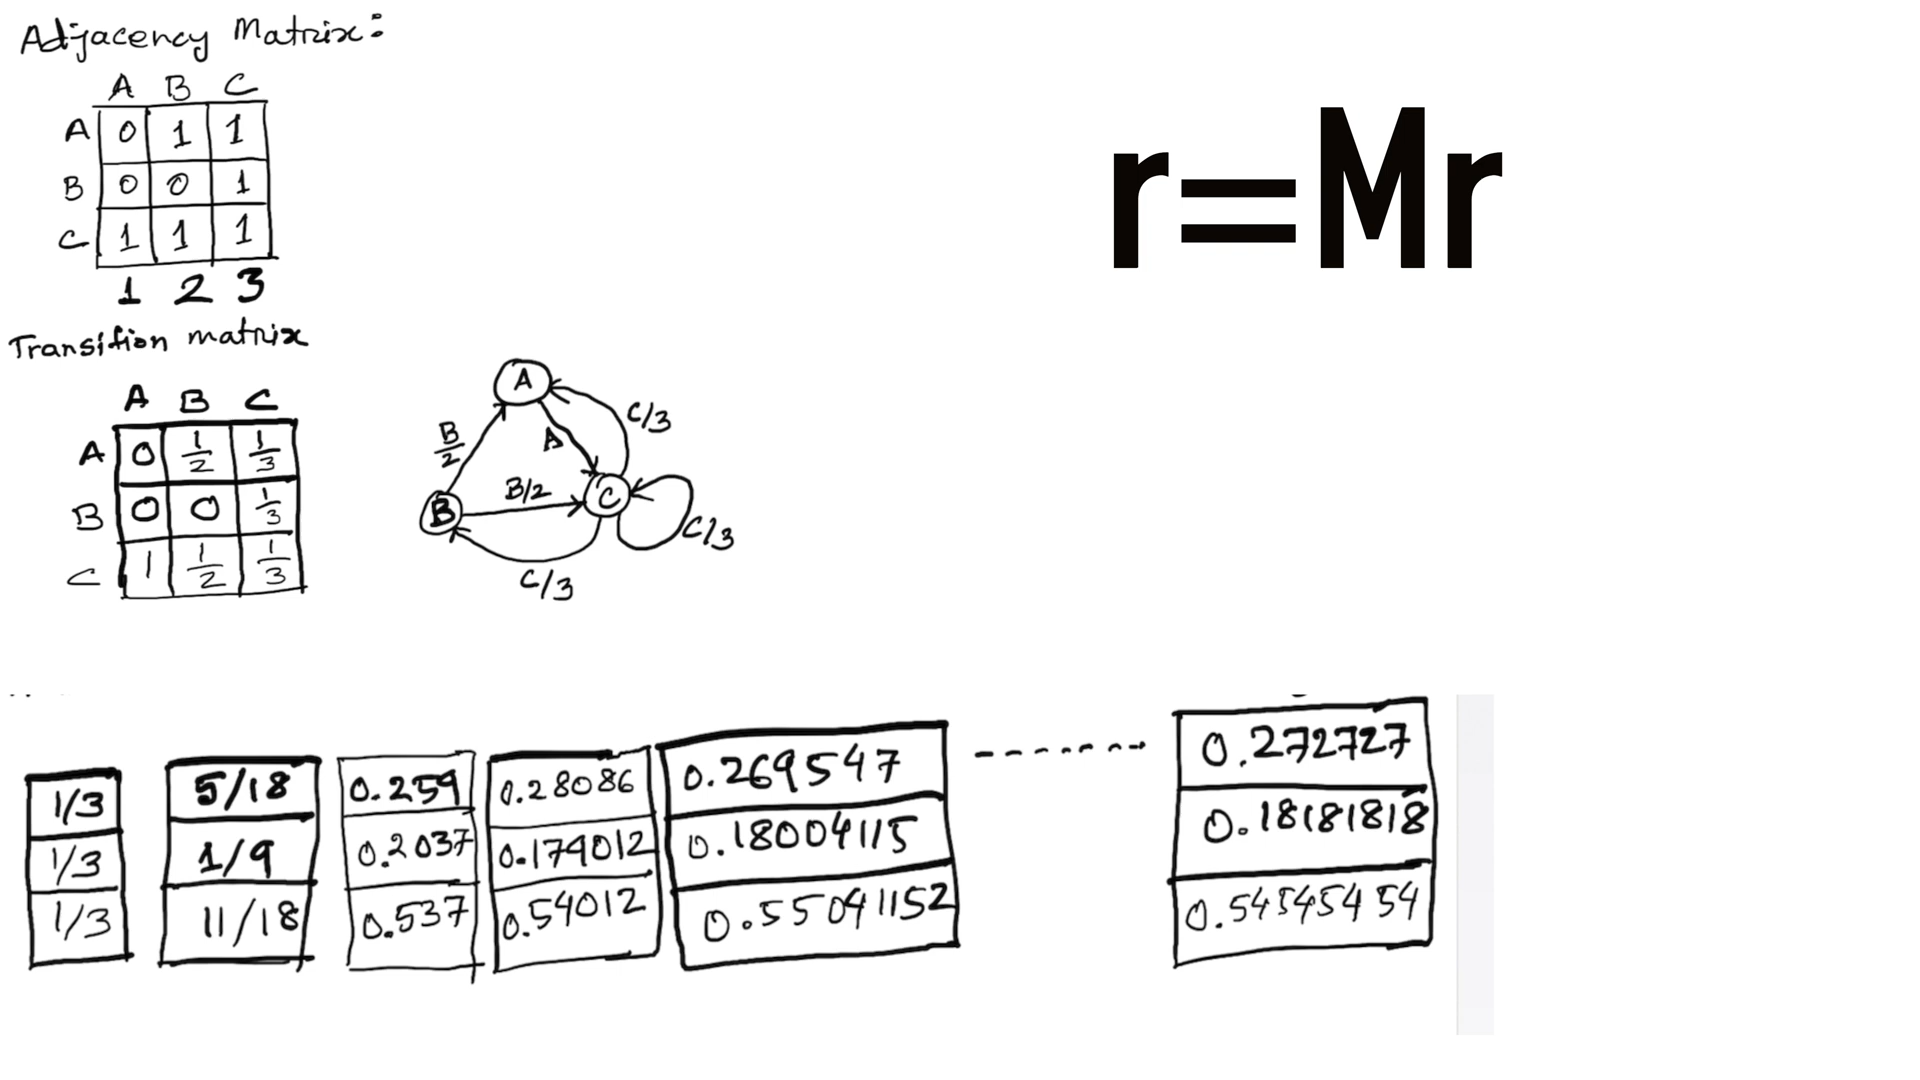 Adjacency Matrix:
A B C
A 0 1 1
B 0 0 1
C 1 1 1
1 2 3
r=Mr
Transition matrix
A B C
A 0 1/2 1/3
B 0 0 1/3
C 1 1/2 1/3
A
C/3
B/2
A
B/2
C
B
C/3
C/3
1/3 5/18 0.259 0.28086 0.269547 0.272727
1/3 1/9 0.2037 0.179012 0.18004115 0.18181818
1/3 11/18 0.537 0.54012 0.55041152 0.54545454